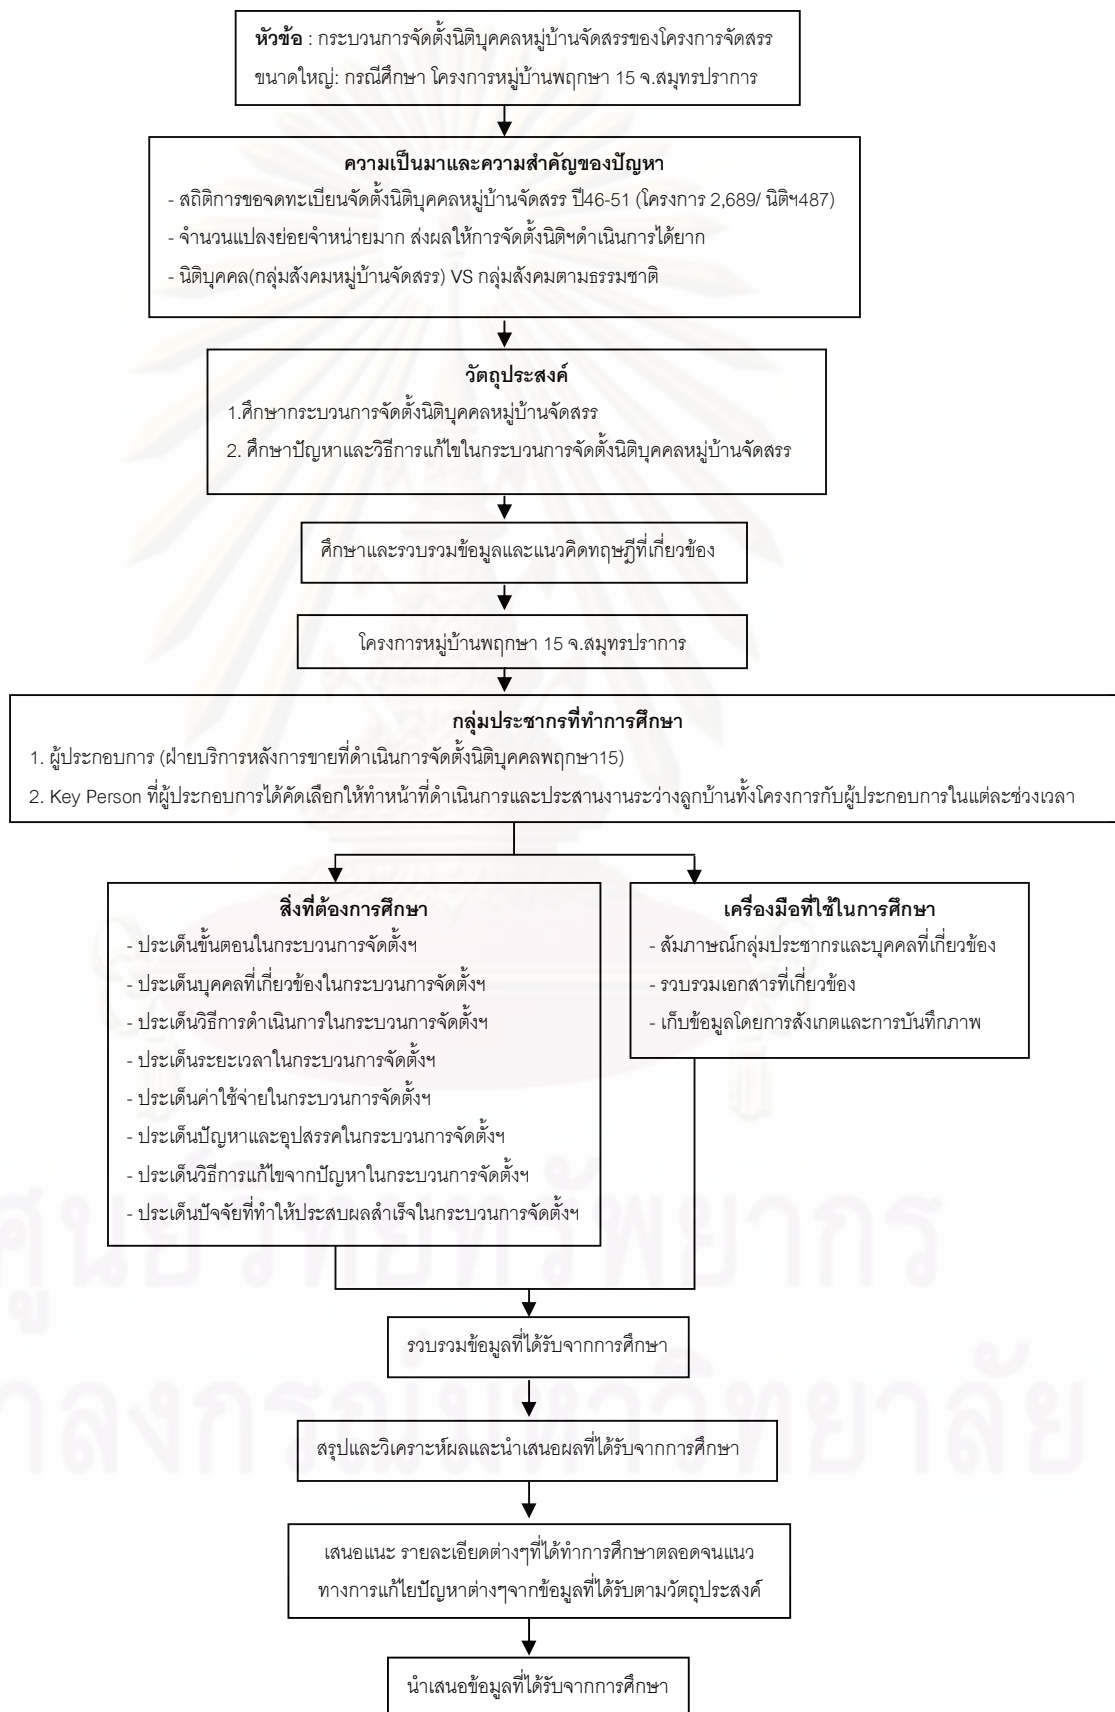 หัวข้อ : กระบวนการจัดตั้งนิติบุคคลหมู่บ้านจัดสรรของโครงการจัดสรร
ขนาดใหญ่: กรณีศึกษา โครงการหมู่บ้านพฤกษา 15 จ.สมุทรปราการ
ความเป็นมาและความสำคัญของปัญหา
- สถิติการขอจดทะเบียนจัดตั้งนิติบุคคลหมู่บ้านจัดสรร ปี46-51 (โครงการ 2,689/ นิติฯ487)
- จำนวนแปลงย่อยจำหน่ายมาก ส่งผลให้การจัดตั้งนิติฯดำเนินการได้ยาก
- นิติบุคคล(กลุ่มสังคมหมู่บ้านจัดสรร) VS กลุ่มสังคมตามธรรมชาติ
วัตถุประสงค์
1.ศึกษากระบวนการจัดตั้งนิติบุคคลหมู่บ้านจัดสรร
2. ศึกษาปัญหาและวิธีการแก้ไขในกระบวนการจัดตั้งนิติบุคคลหมู่บ้านจัดสรร
ศึกษาและรวบรวมข้อมูลและแนวคิดทฤษฎีที่เกี่ยวข้อง
โครงการหมู่บ้านพฤกษา 15 จ.สมุทรปราการ
กลุ่มประชากรที่ทำการศึกษา
1. ผู้ประกอบการ (ฝ่ายบริการหลังการขายที่ดำเนินการจัดตั้งนิติบุคคลพฤกษา15)
2. Key Person ที่ผู้ประกอบการได้คัดเลือกให้ทำหน้าที่ดำเนินการและประสานงานระว่างลูกบ้านทั้งโครงการกับผู้ประกอบการในแต่ละช่วงเวลา
สิ่งที่ต้องการศึกษา
- ประเด็นขั้นตอนในกระบวนการจัดตั้งฯ
- ประเด็นบุคคลที่เกี่ยวข้องในกระบวนการจัดตั้งฯ
- ประเด็นวิธีการดำเนินการในกระบวนการจัดตั้งฯ
- ประเด็นระยะเวลาในกระบวนการจัดตั้งฯ
- ประเด็นค่าใช้จ่ายในกระบวนการจัดตั้งฯ
- ประเด็นปัญหาและอุปสรรคในกระบวนการจัดตั้งฯ
- ประเด็นวิธีการแก้ไขจากปัญหาในกระบวนการจัดตั้งฯ
- ประเด็นปัจจัยที่ทำให้ประสบผลสำเร็จในกระบวนการจัดตั้งฯ
เครื่องมือที่ใช้ในการศึกษา
- สัมภาษณ์กลุ่มประชากรและบุคคลที่เกี่ยวข้อง
- รวบรวมเอกสารที่เกี่ยวข้อง
- เก็บข้อมูลโดยการสังเกตและการบันทึกภาพ
รวบรวมข้อมูลที่ได้รับจากการศึกษา
สรุปและวิเคราะห์ผลและนำเสนอผลที่ได้รับจากการศึกษา
เสนอแนะ รายละเอียดต่างๆที่ได้ทำการศึกษาตลอดจนแนว
ทางการแก้ไยปัญหาต่างๆจากข้อมูลที่ได้รับตามวัตถุประสงค์
นำเสนอข้อมูลที่ได้รับจากการศึกษา
ศูนย์วิทยทรัพยากร
าลงกรณ์มหาวิทยาลัย